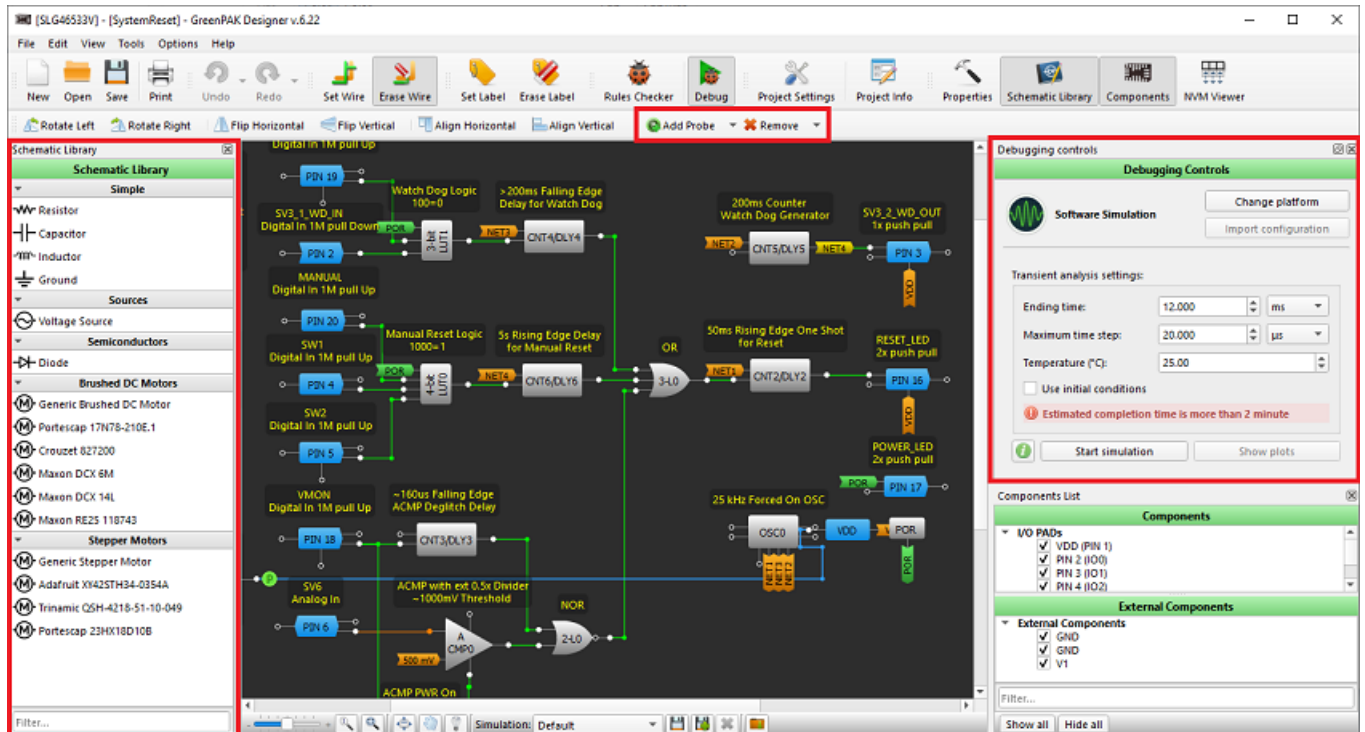 [SLG46533V] - [SystemReset] - GreenPAK Designer v.6.22
File Edit View Tools Options Help
New Open Save Print Undo Redo Set Wire Erase Wire Set Label Erase Label Rules Checker Debug Project Settings Project Info Properties Schematic Library Components NVM Viewer
Rotate Left Rotate Right Flip Horizontal Flip Vertical Align Horizontal Align Vertical Add Probe Remove
Schematic Library
Schematic Library
Simple
Resistor
Capacitor
Inductor
Ground
Sources
Voltage Source
Semiconductors
Diode
Brushed DC Motors
Generic Brushed DC Motor
Portescap 17N78-210E.1
Crouzet 827200
Maxon DCX 6M
Maxon DCX 14L
Maxon RE25 118743
Stepper Motors
Generic Stepper Motor
Adafruit XY42STH34-0354A
Trinamic QSH-4218-51-10-049
Portescap 23HX18D10B
Filter...
Digital In 1M pull Up
PIN 19
Watch Dog Logic
100=0
>200ms Falling Edge
Delay for Watch Dog
SV3_1_WD_IN
Digital In 1M pull Down
POR
3-bit
LUT1
NET3
CNT4/DLY4
PIN 2
200ms Counter
Watch Dog Generator
SV3_2_WD_OUT
1x push pull
NET2
CNT5/DLY5
NET4
PIN 3
VDD
MANUAL
Digital In 1M pull Up
PIN 20
Manual Reset Logic
1000=1
5s Rising Edge Delay
for Manual Reset
SW1
Digital In 1M pull Up
POR
4-bit
LUT0
NET4
CNT6/DLY6
PIN 4
OR
3-L0
50ms Rising Edge One Shot
for Reset
RESET_LED
2x push pull
NET1
CNT2/DLY2
PIN 16
VDD
SW2
Digital In 1M pull Up
PIN 5
POWER_LED
2x push pull
POR
PIN 17
VMON
Digital In 1M pull Up
~160us Falling Edge
ACMP Deglitch Delay
PIN 18
CNT3/DLY3
25 kHz Forced On OSC
OSC0
VDD
POR
NET1
NET3
NET2
POR
P
SV6
Analog In
ACMP with ext 0.5x Divider
~1000mV Threshold
NOR
PIN 6
A
CMP0
2-L0
500 mV
ACMP PWR On
Simulation: Default
Debugging controls
Debugging Controls
Software Simulation
Change platform
Import configuration
Transient analysis settings:
Ending time: 12.000 ms
Maximum time step: 20.000 µs
Temperature (°C): 25.00
Use initial conditions
Estimated completion time is more than 2 minute
Start simulation Show plots
Components List
Components
I/O PADs
VDD (PIN 1)
PIN 2 (IO0)
PIN 3 (IO1)
PIN 4 (IO2)
External Components
External Components
GND
GND
V1
Filter...
Show all Hide all